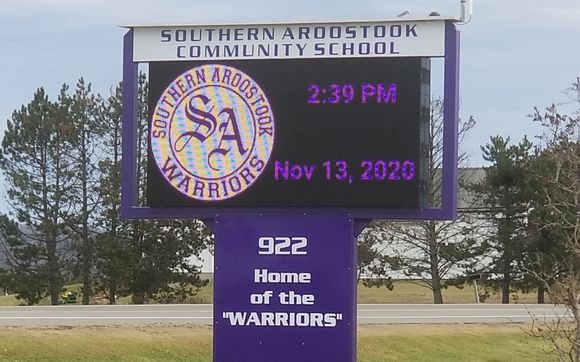 SOUTHERN AROOSTOOK
COMMUNITY SCHOOL
SOUTHERN AROOSTOOK
SA
WARRIORS
2:39 PM
Nov 13, 2020
922
Home
of the
"WARRIORS"